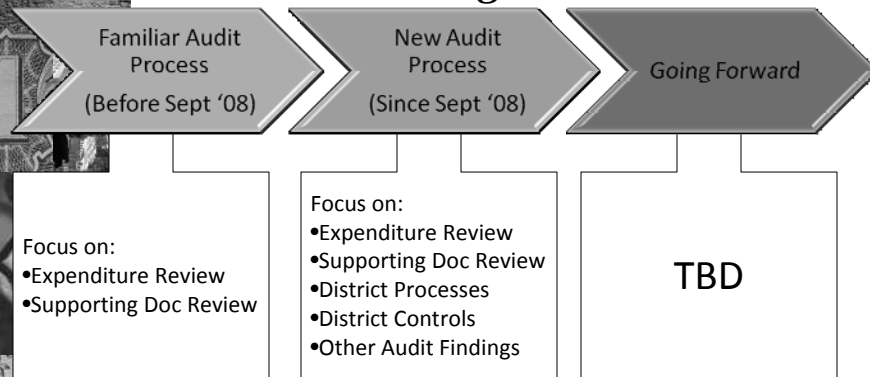 Familiar Audit
Process
(Before Sept ‘08)
New Audit
Process
(Since Sept ‘08)
Going Forward
Focus on:
•Expenditure Review
•Supporting Doc Review
Focus on:
•Expenditure Review
•Supporting Doc Review
•District Processes
•District Controls
•Other Audit Findings
TBD